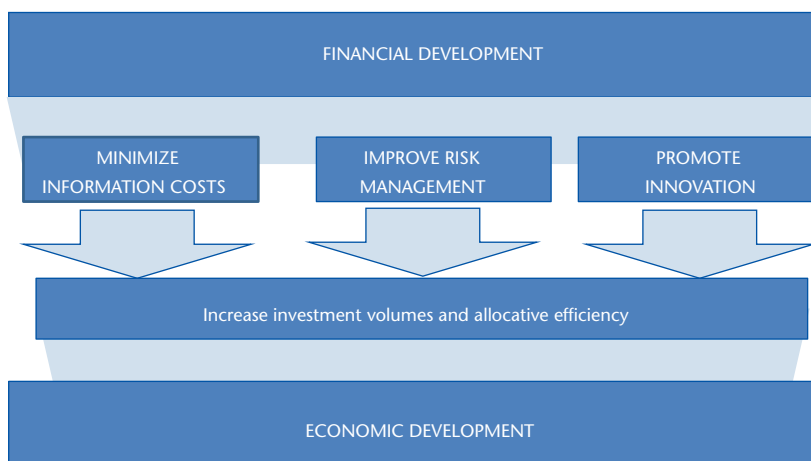 FINANCIAL DEVELOPMENT
MINIMIZE
INFORMATION COSTS
IMPROVE RISK
MANAGEMENT
PROMOTE
INNOVATION
Increase investment volumes and allocative efficiency
ECONOMIC DEVELOPMENT